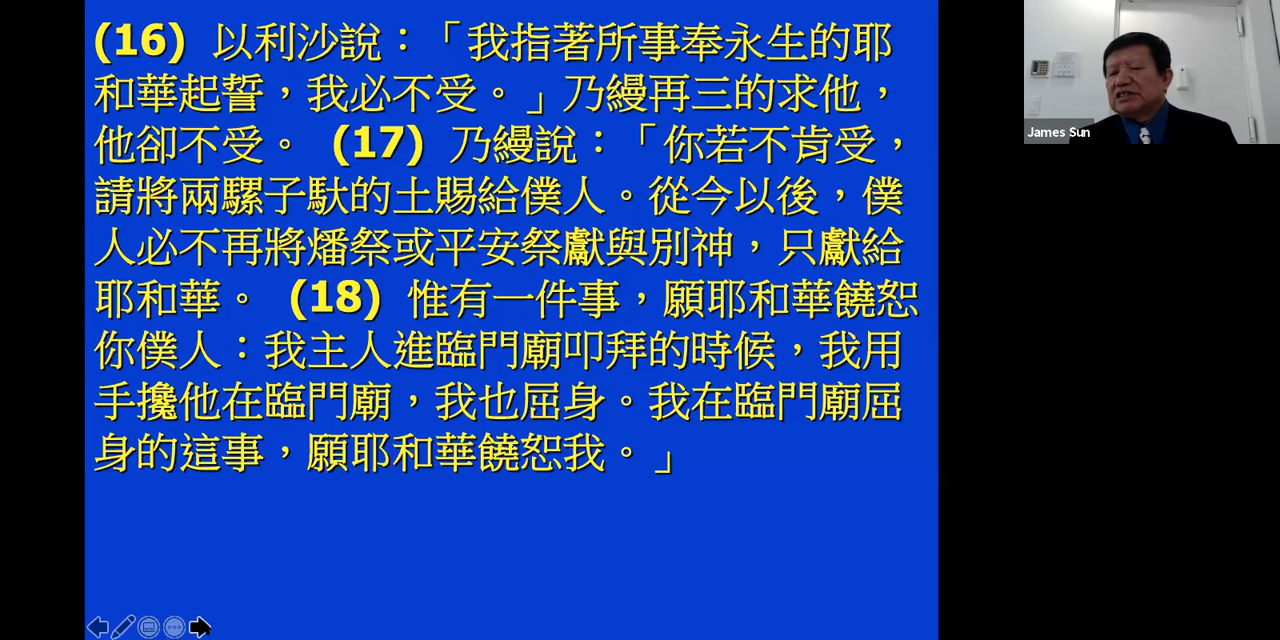 (16) 以利沙說：「我指著所事奉永生的耶
和華起誓，我必不受。」乃縵再三的求他，
他卻不受。 (17) 乃縵說：「你若不肯受，
請將兩騾子馱的土賜給僕人。從今以後，僕
人必不再將燔祭或平安祭獻與別神，只獻給
耶和華。 (18) 惟有一件事，願耶和華饒恕
你僕人：我主人進臨門廟叩拜的時候，我用
手攙他在臨門廟，我也屈身。我在臨門廟屈
身的這事，願耶和華饒恕我。」
James Sun